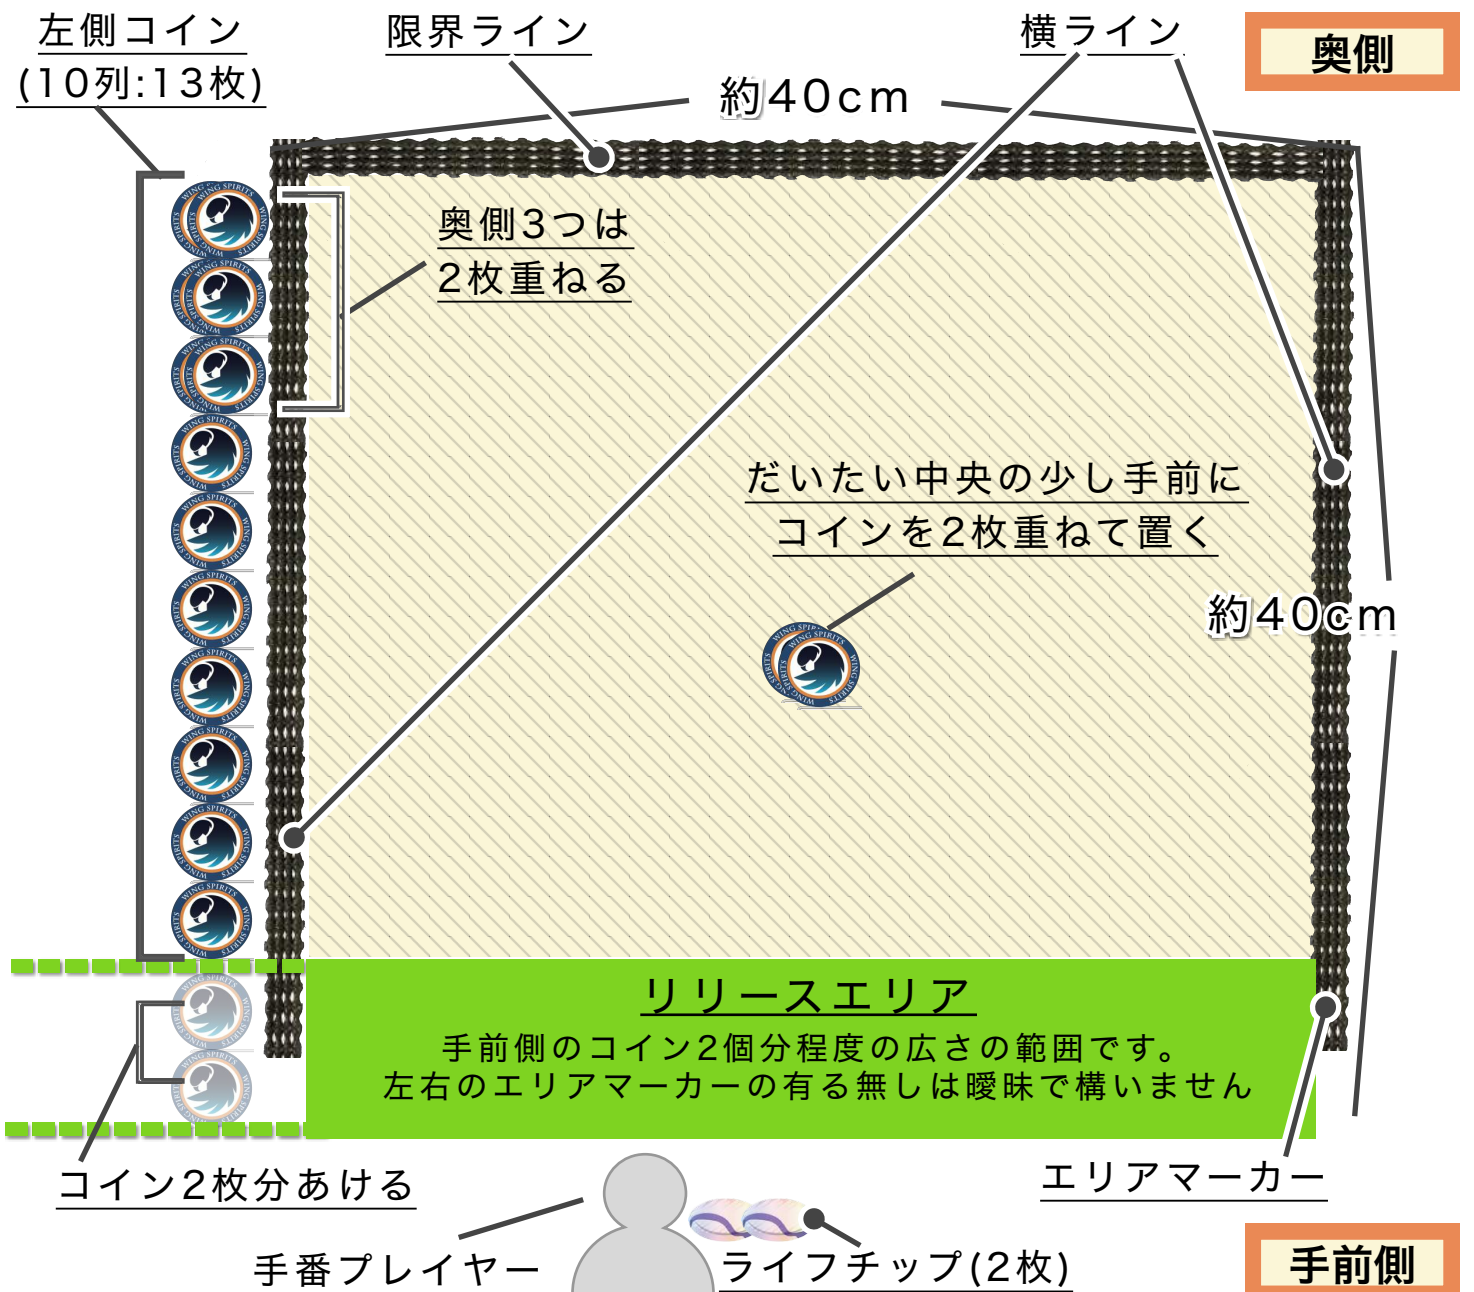 左側コイン
(10列:13枚)
限界ライン
横ライン
奥側
約40cm
奥側3つは
2枚重ねる
だいたい中央の少し手前に
コインを2枚重ねて置く
約40cm
WING SPIRITS
リリースエリア
手前側のコイン2個分程度の広さの範囲です。
左右のエリアマーカーの有る無しは曖昧で構いません
コイン2枚分あける
エリアマーカー
手番プレイヤー
ライフチップ(2枚)
手前側